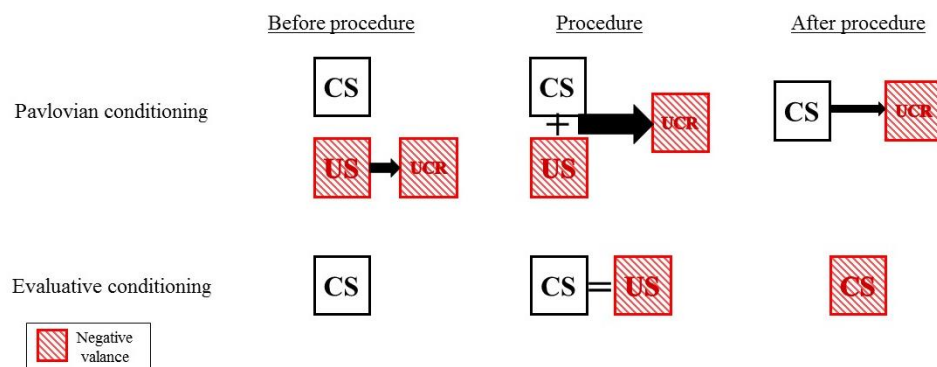 Before procedure Procedure After procedure
CS CS
Pavlovian conditioning + UCR CS UCR
US UCR US
Evaluative conditioning CS CS = US CS
Negative
valance